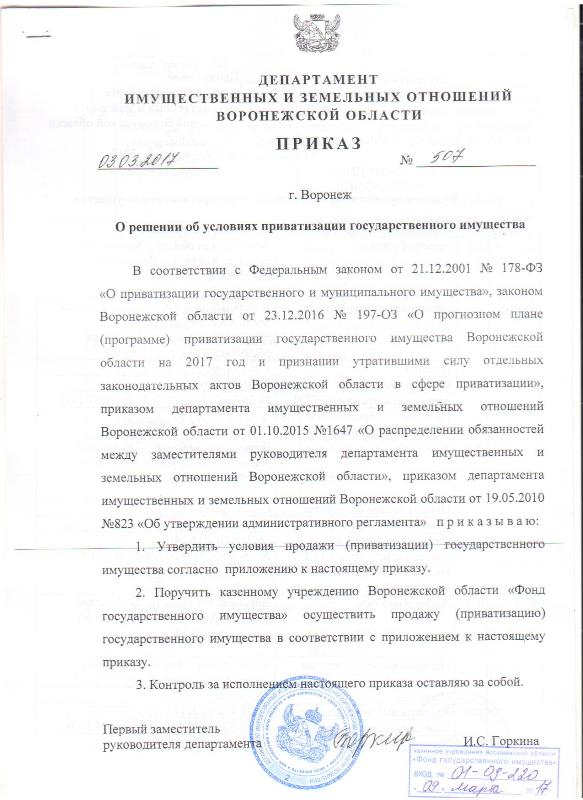 ДЕПАРТАМЕНТ
ИМУЩЕСТВЕННЫХ И ЗЕМЕЛЬНЫХ ОТНОШЕНИЙ
ВОРОНЕЖСКОЙ ОБЛАСТИ
ПРИКАЗ
03.03.2017 № 507
г. Воронеж
О решении об условиях приватизации государственного имущества
В соответствии с Федеральным законом от 21.12.2001 № 178-ФЗ
«О приватизации государственного и муниципального имущества», законом
Воронежской области от 23.12.2016 № 197-ОЗ «О прогнозном плане
(программе) приватизации государственного имущества Воронежской
области на 2017 год и признании утратившими силу отдельных
законодательных актов Воронежской области в сфере приватизации»,
приказом департамента имущественных и земельных отношений
Воронежской области от 01.10.2015 №1647 «О распределении обязанностей
между заместителями руководителя департамента имущественных и
земельных отношений Воронежской области», приказом департамента
имущественных и земельных отношений Воронежской области от 19.05.2010
№823 «Об утверждении административного регламента» п р и к а з ы в а ю:
1. Утвердить условия продажи (приватизации) государственного
имущества согласно приложению к настоящему приказу.
2. Поручить казенному учреждению Воронежской области «Фонд
государственного имущества» осуществить продажу (приватизацию)
государственного имущества в соответствии с приложением к настоящему
приказу.
3. Контроль за исполнением настоящего приказа оставляю за собой.
Первый заместитель
руководителя департамента И.С. Горкина
казенное учреждение Воронежской области
«Фонд государственного имущества»
ВХОД № 01-09-220
09. марта 2017